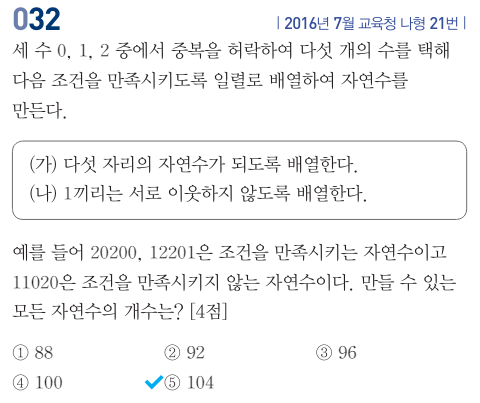 032
| 2016년 7월 교육청 나형 21번 |
세 수 0, 1, 2 중에서 중복을 허락하여 다섯 개의 수를 택해
다음 조건을 만족시키도록 일렬로 배열하여 자연수를
만든다.
(가) 다섯 자리의 자연수가 되도록 배열한다.
(나) 1끼리는 서로 이웃하지 않도록 배열한다.
예를 들어 20200, 12201은 조건을 만족시키는 자연수이고
11020은 조건을 만족시키지 않는 자연수이다. 만들 수 있는
모든 자연수의 개수는? [4점]
① 88 ② 92 ③ 96
④ 100 ⑤ 104